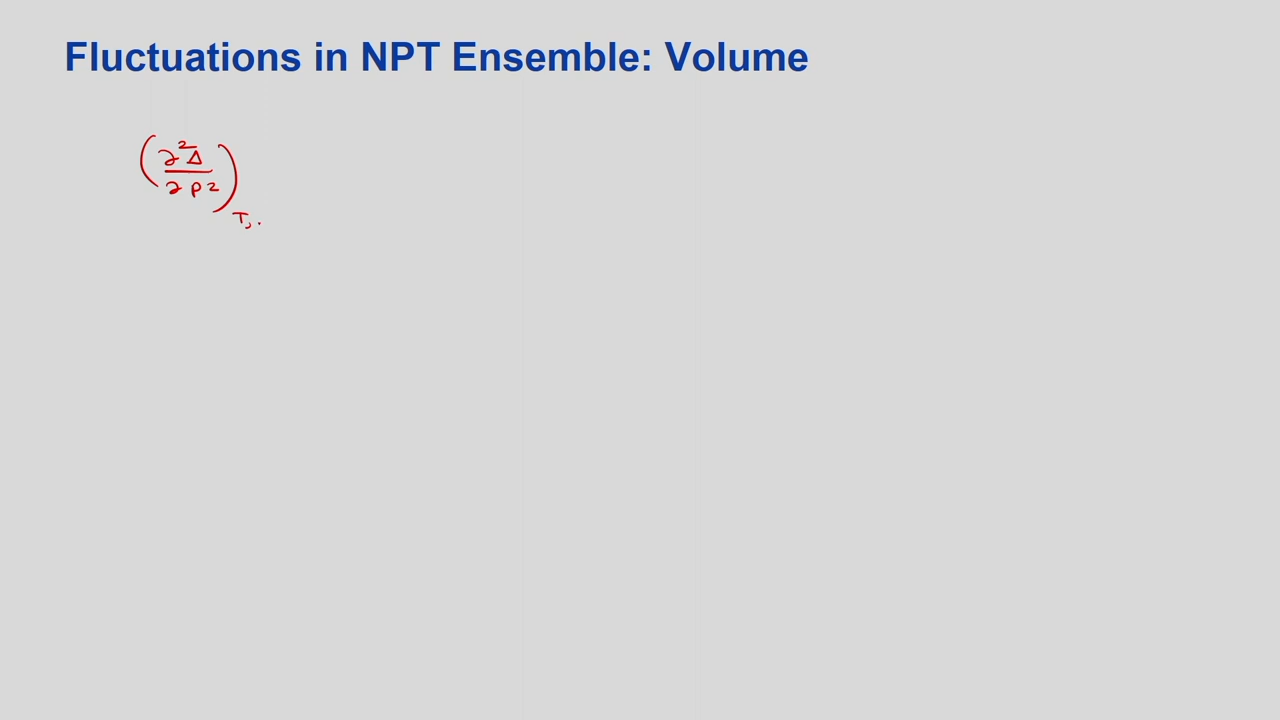 Fluctuations in NPT Ensemble: Volume
(∂²Δ/∂P²)T,